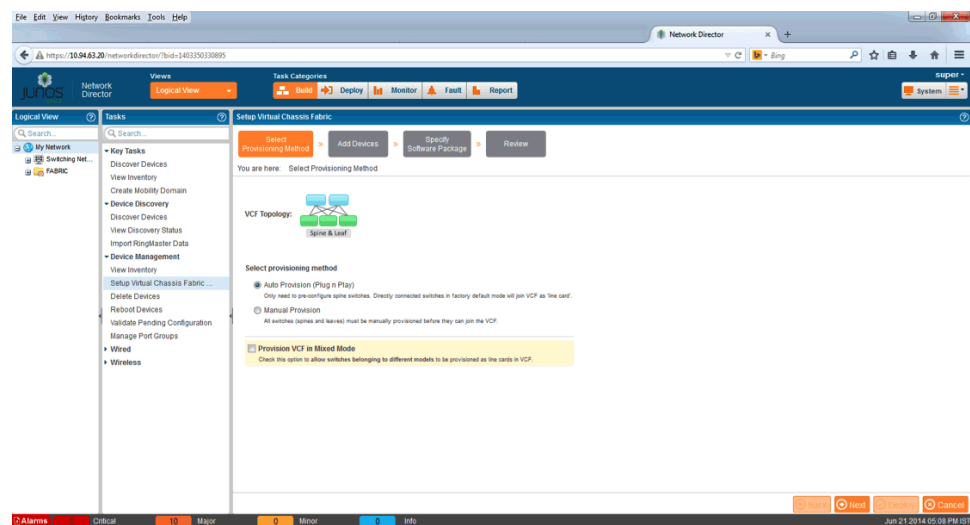 File Edit View History Bookmarks Tools Help
Network Director
https://10.94.63.20/networkdirector/?bid=1403350330895
Bing
JUNOS
Network Director
Views
Logical View
Task Categories
Build Deploy Monitor Fault Report
super
System
Logical View
Tasks
Setup Virtual Chassis Fabric
Search...
My Network
Switching Net...
FABRIC
Search...
Key Tasks
Discover Devices
View Inventory
Create Mobility Domain
Device Discovery
Discover Devices
View Discovery Status
Import RingMaster Data
Device Management
View Inventory
Setup Virtual Chassis Fabric ...
Delete Devices
Reboot Devices
Validate Pending Configuration
Manage Port Groups
Wired
Wireless
Select Provisioning Method » Add Devices » Specify Software Package » Review
You are here: Select Provisioning Method
VCF Topology:
Spine & Leaf
Select provisioning method
Auto Provision (Plug n Play)
Only need to pre-configure spine switches. Directly connected switches in factory default mode will join VCF as 'line card'.
Manual Provision
All switches (spines and leaves) must be manually provisioned before they can join the VCF.
Provision VCF in Mixed Mode
Check this option to allow switches belonging to different models to be provisioned as line cards in VCF.
Back Next Deploy Cancel
Alarms Critical 10 Major 0 Minor 0 Info
Jun 21 2014 05:08 PM IST